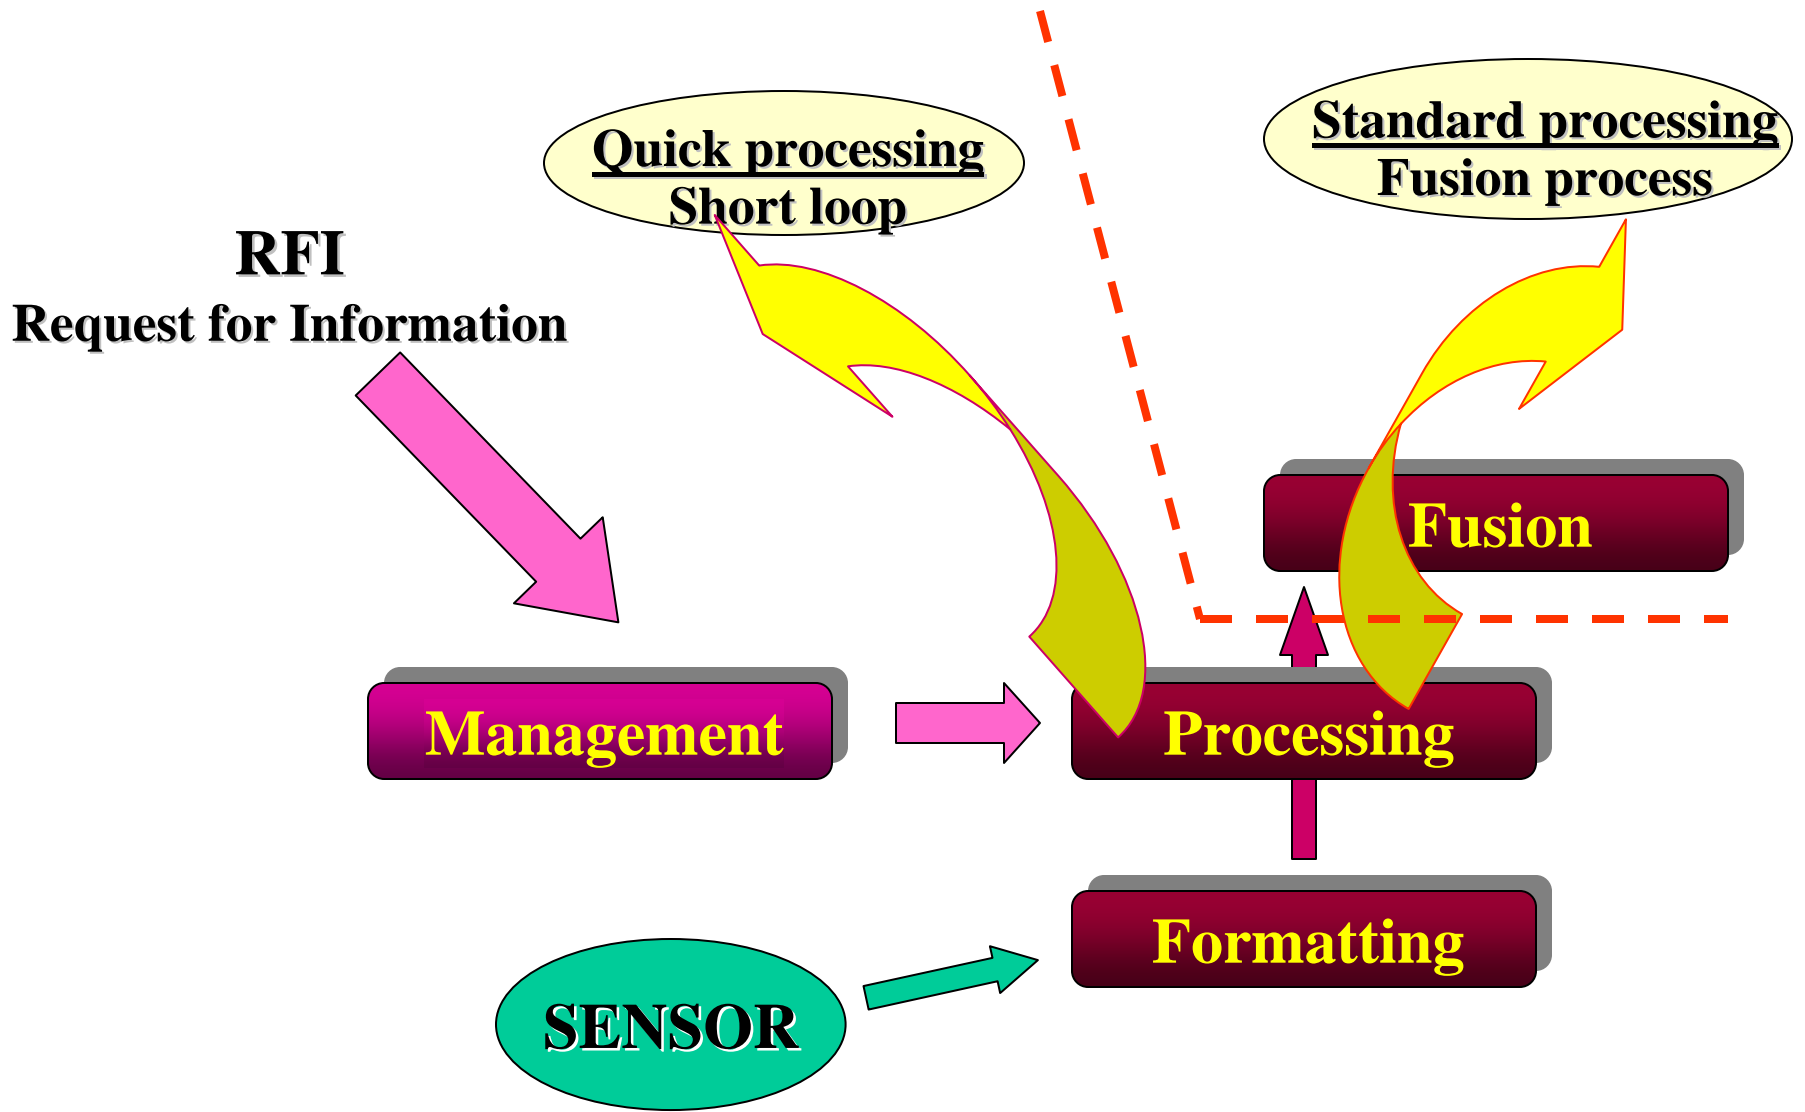 Quick processing
Short loop
Standard processing
Fusion process
RFI
Request for Information
Fusion
Management
Processing
Formatting
SENSOR